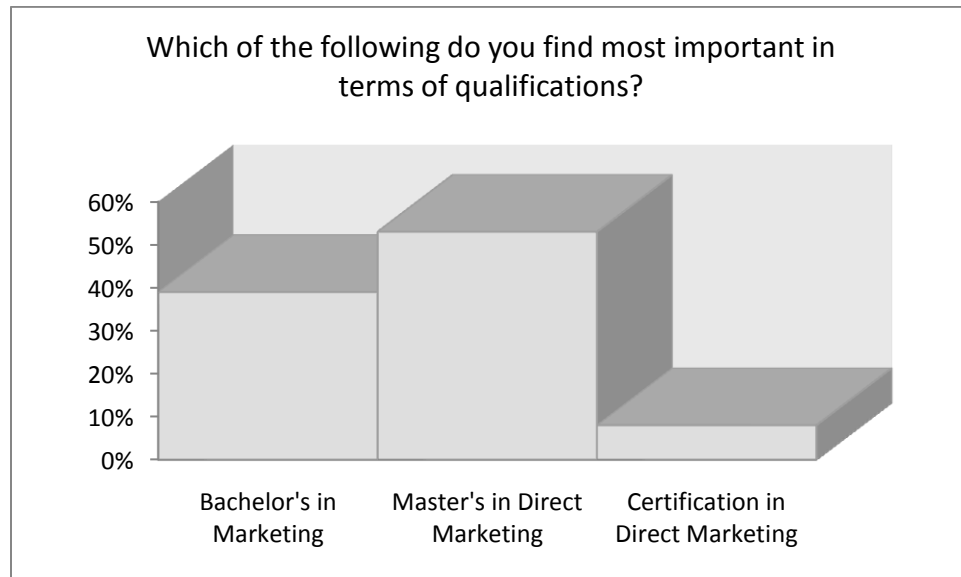 Which of the following do you find most important in
terms of qualifications?
60%
50%
40%
30%
20%
10%
0%
Bachelor's in
Marketing
Master's in Direct
Marketing
Certification in
Direct Marketing